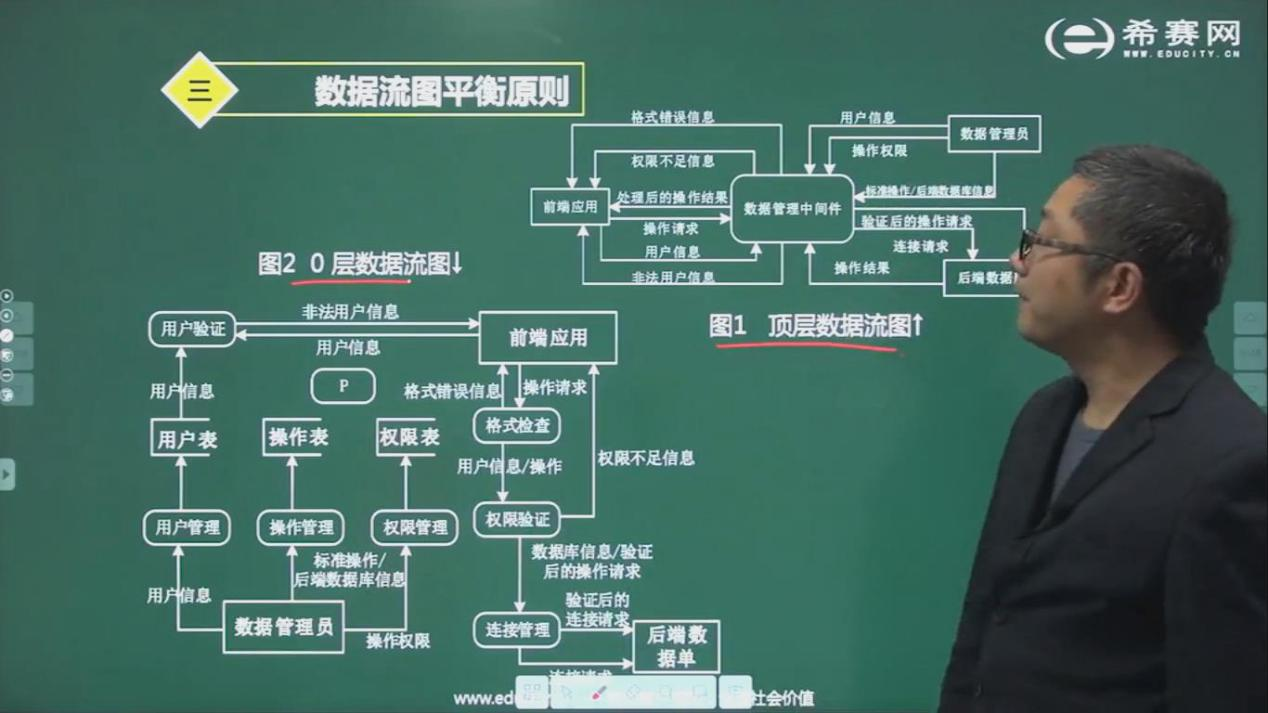 希赛网
WWW.EDUCITY.CN
三
数据流图平衡原则
格式错误信息
用户信息
数据管理员
权限不足信息
操作权限
标准操作/后端数据库信息
前端应用
处理后的操作结果
数据管理中间件
操作请求
验证后的操作请求
连接请求
用户信息
操作结果
非法用户信息
后端数据
图1 顶层数据流图↑
图2 0层数据流图↓
用户验证
非法用户信息
用户信息
前端应用
P
用户信息
格式错误信息
操作请求
用户表
操作表
权限表
格式检查
用户信息/操作
权限不足信息
用户管理
操作管理
权限管理
权限验证
标准操作/
后端数据库信息
数据库信息/验证
后的操作请求
用户信息
数据管理员
操作权限
验证后的
连接请求
连接管理
后端数
据单
连接请求
www.edu
社会价值